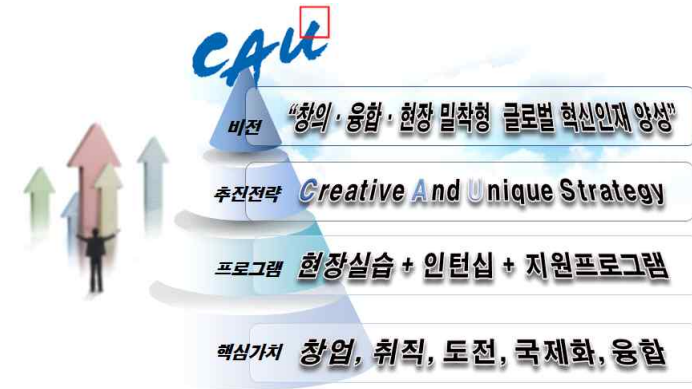 CAU
비전 “창의 · 융합 · 현장 밀착형 글로벌 혁신인재 양성”
추진전략 Creative And Unique Strategy
프로그램 현장실습 + 인턴십 + 지원프로그램
핵심가치 창업, 취직, 도전, 국제화, 융합